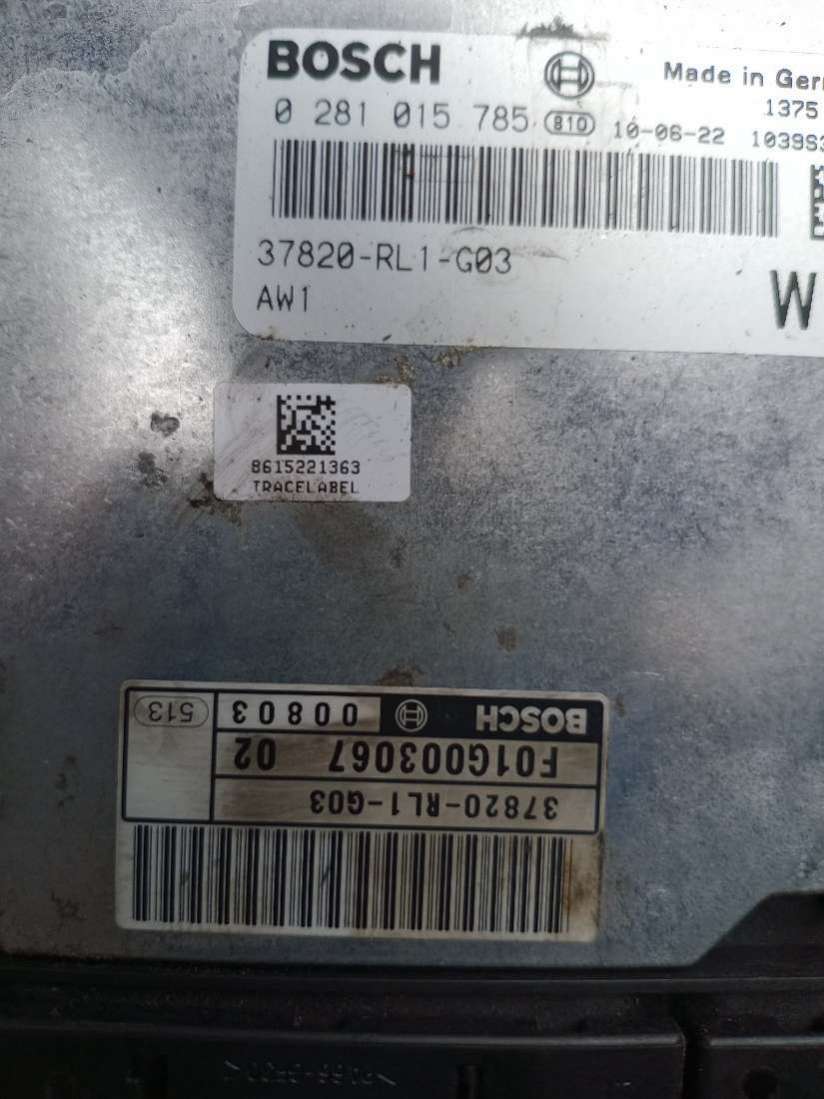 BOSCH
Made in Ger
1375
0 281 015 785 810 10-06-22 1039S
37820-RL1-G03
AW1
W
8615221363
TRACELABEL
BOSCH 00803 513
F01G003067 02
37820-RL1-G03